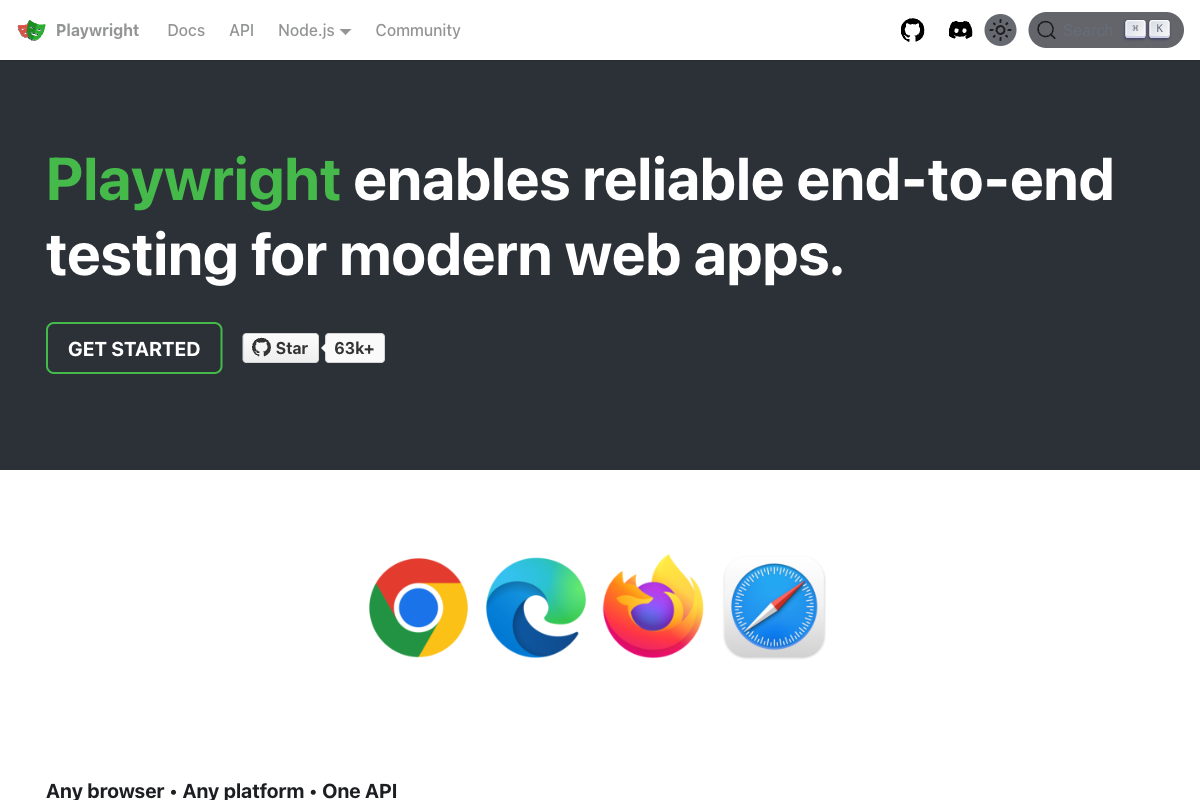 Playwright Docs API Node.js Community Search ⌘ K
Playwright enables reliable end-to-end
testing for modern web apps.
GET STARTED Star 63k+
Any browser • Any platform • One API